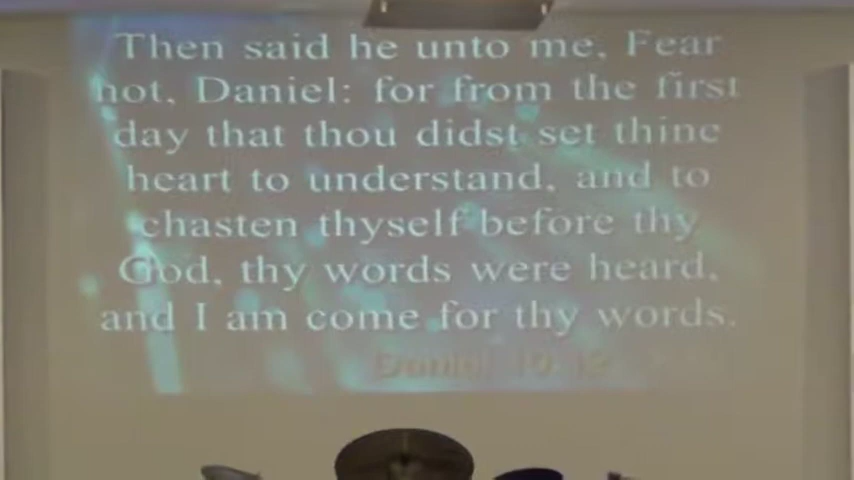 Then said he unto me, Fear
not, Daniel: for from the first
day that thou didst set thine
heart to understand, and to
chasten thyself before thy
God, thy words were heard,
and I am come for thy words.
Daniel 10:12